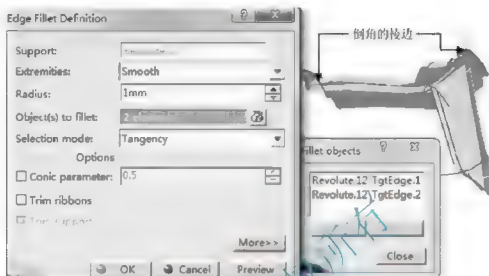 Edge Fillet Definition
倒角的棱边
Support:
Extremities: Smooth
Radius: 1mm
Object(s) to fillet: 2
Selection mode: Tangency
Options
Conic parameter: 0.5
Trim ribbons
Fillet objects
Revolute.12\TgtEdge.1
Revolute.12\TgtEdge.2
More>>
Close
OK
Cancel
Preview